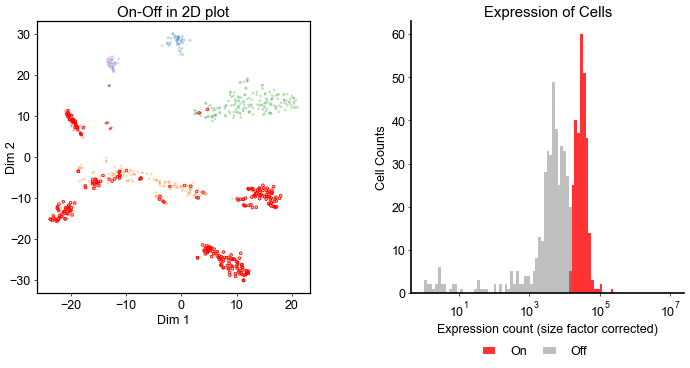 On-Off in 2D plot
Dim 2
30
20
10
0
−10
−20
−30
−20
−10
0
10
20
Dim 1
Expression of Cells
Cell Counts
60
50
40
30
20
10
0
10^1
10^3
10^5
10^7
Expression count (size factor corrected)
On
Off